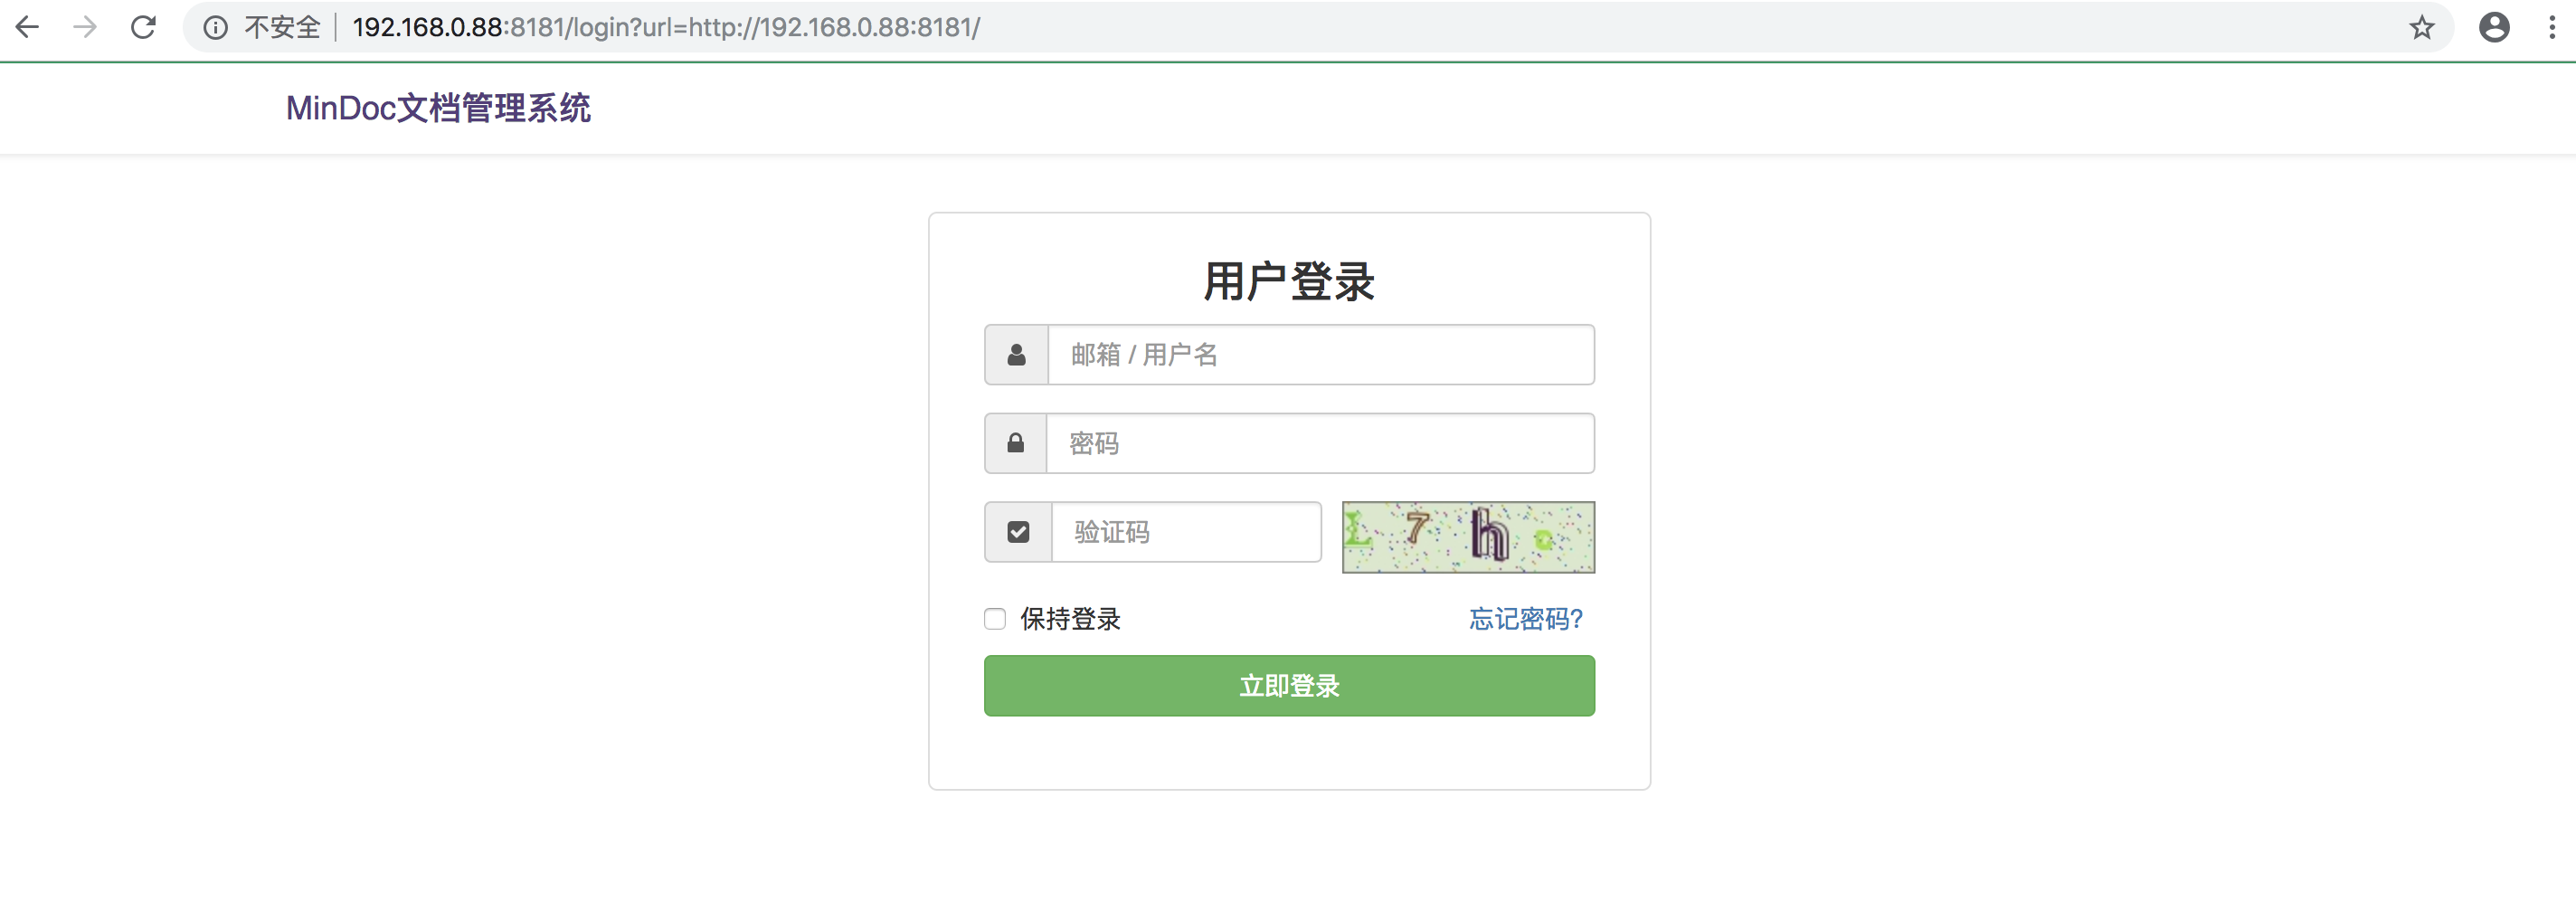 不安全 192.168.0.88:8181/login?url=http://192.168.0.88:8181/
MinDoc文档管理系统
用户登录
邮箱 / 用户名
密码
验证码
保持登录 忘记密码?
立即登录